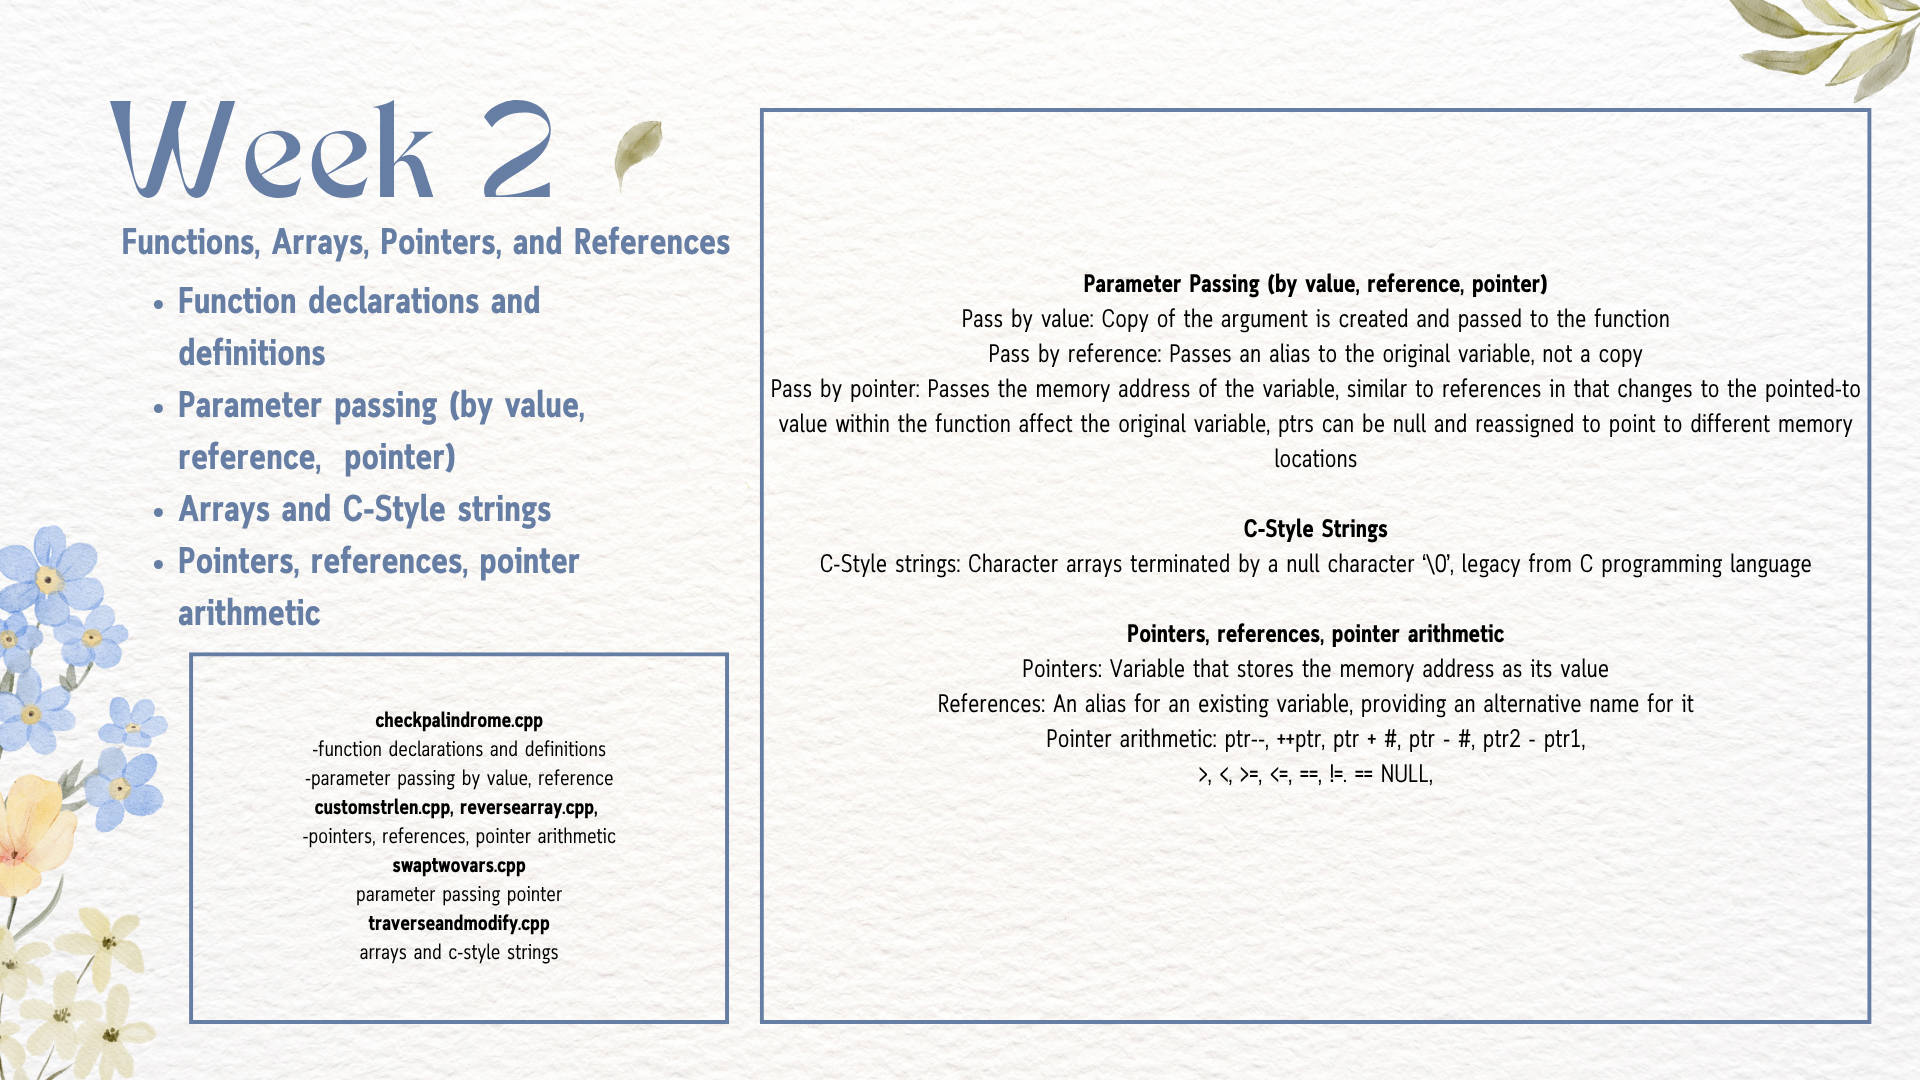 Week 2
Functions, Arrays, Pointers, and References
• Function declarations and
definitions
• Parameter passing (by value,
reference,  pointer)
• Arrays and C-Style strings
• Pointers, references, pointer
arithmetic
checkpalindrome.cpp
-function declarations and definitions
-parameter passing by value, reference
customstrlen.cpp, reversearray.cpp,
-pointers, references, pointer arithmetic
swaptwovars.cpp
parameter passing pointer
traverseandmodify.cpp
arrays and c-style strings
Parameter Passing (by value, reference, pointer)
Pass by value: Copy of the argument is created and passed to the function
Pass by reference: Passes an alias to the original variable, not a copy
Pass by pointer: Passes the memory address of the variable, similar to references in that changes to the pointed-to
value within the function affect the original variable, ptrs can be null and reassigned to point to different memory
locations
C-Style Strings
C-Style strings: Character arrays terminated by a null character ‘\0’, legacy from C programming language
Pointers, references, pointer arithmetic
Pointers: Variable that stores the memory address as its value
References: An alias for an existing variable, providing an alternative name for it
Pointer arithmetic: ptr--, ++ptr, ptr + #, ptr - #, ptr2 - ptr1,
>, <, >=, <=, ==, !=. == NULL,